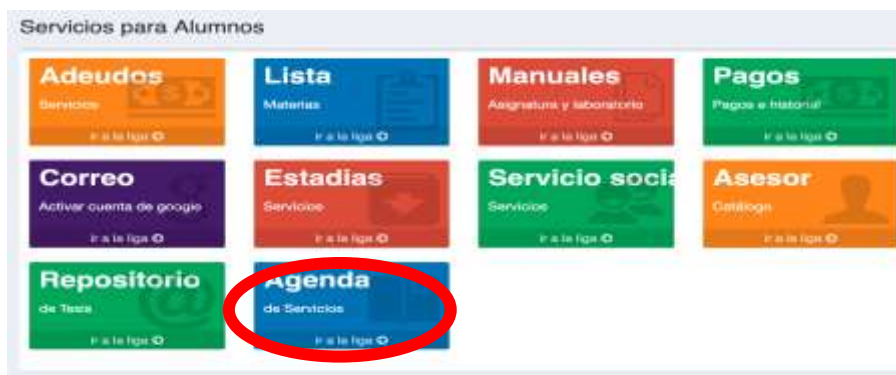 Servicios para Alumnos
Adeudos
Servicios
Ir a la liga
Lista
Materias
Ir a la liga
Manuales
Asignatura y laboratorio
Ir a la liga
Pagos
Pagos e historial
Ir a la liga
Correo
Activar cuenta de google
Ir a la liga
Estadias
Servicios
Ir a la liga
Servicio socia
Servicios
Ir a la liga
Asesor
Catálogo
Ir a la liga
Repositorio
de Tesis
Ir a la liga
Agenda
de Servicios
Ir a la liga